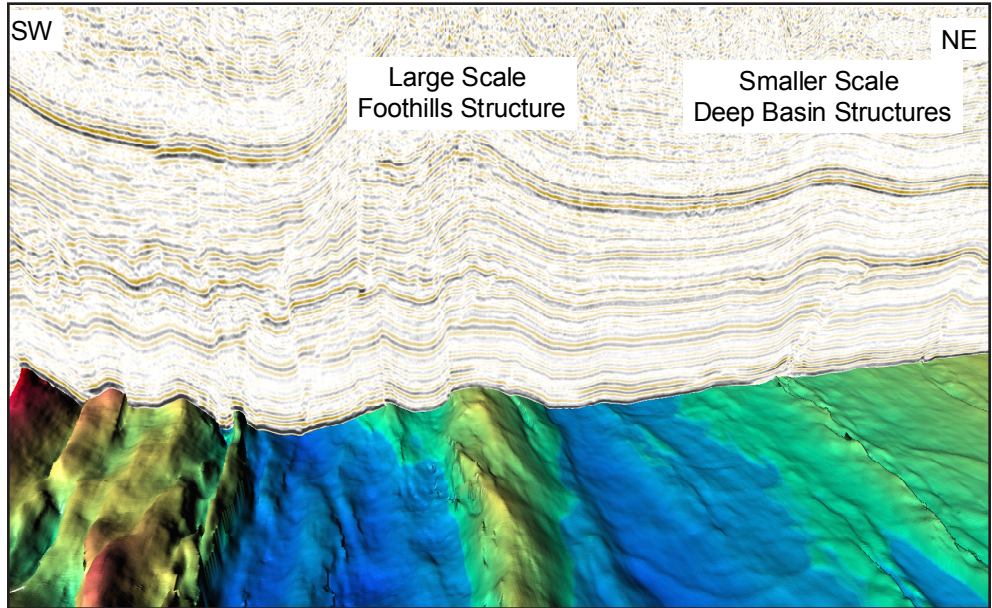 SW
NE
Large Scale
Foothills Structure
Smaller Scale
Deep Basin Structures